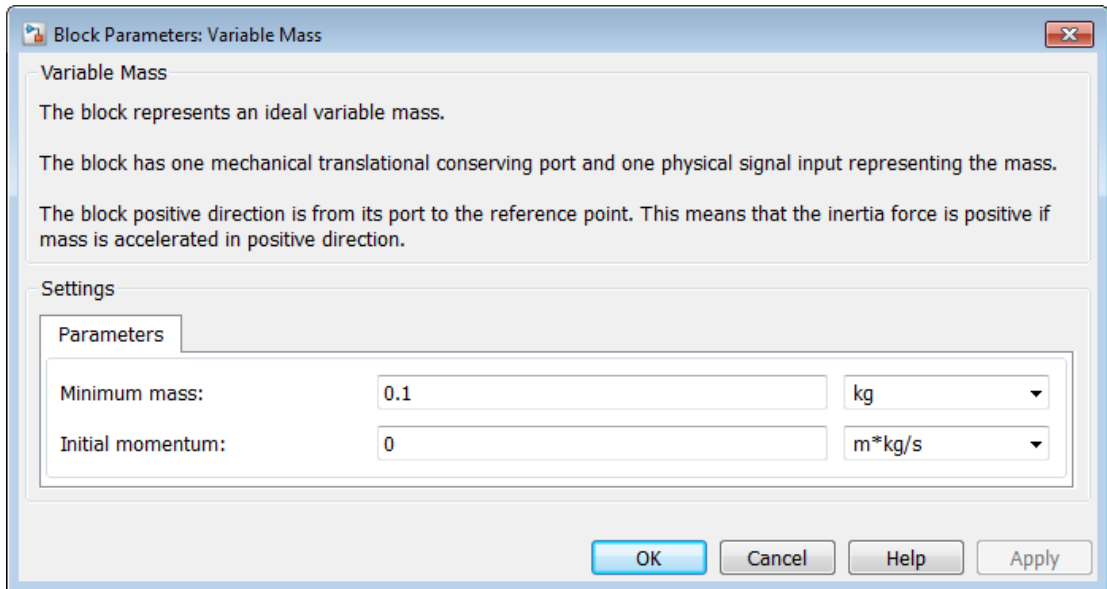 Block Parameters: Variable Mass
Variable Mass
The block represents an ideal variable mass.
The block has one mechanical translational conserving port and one physical signal input representing the mass.
The block positive direction is from its port to the reference point. This means that the inertia force is positive if
mass is accelerated in positive direction.
Settings
Parameters
Minimum mass: 0.1 kg
Initial momentum: 0 m*kg/s
OK Cancel Help Apply